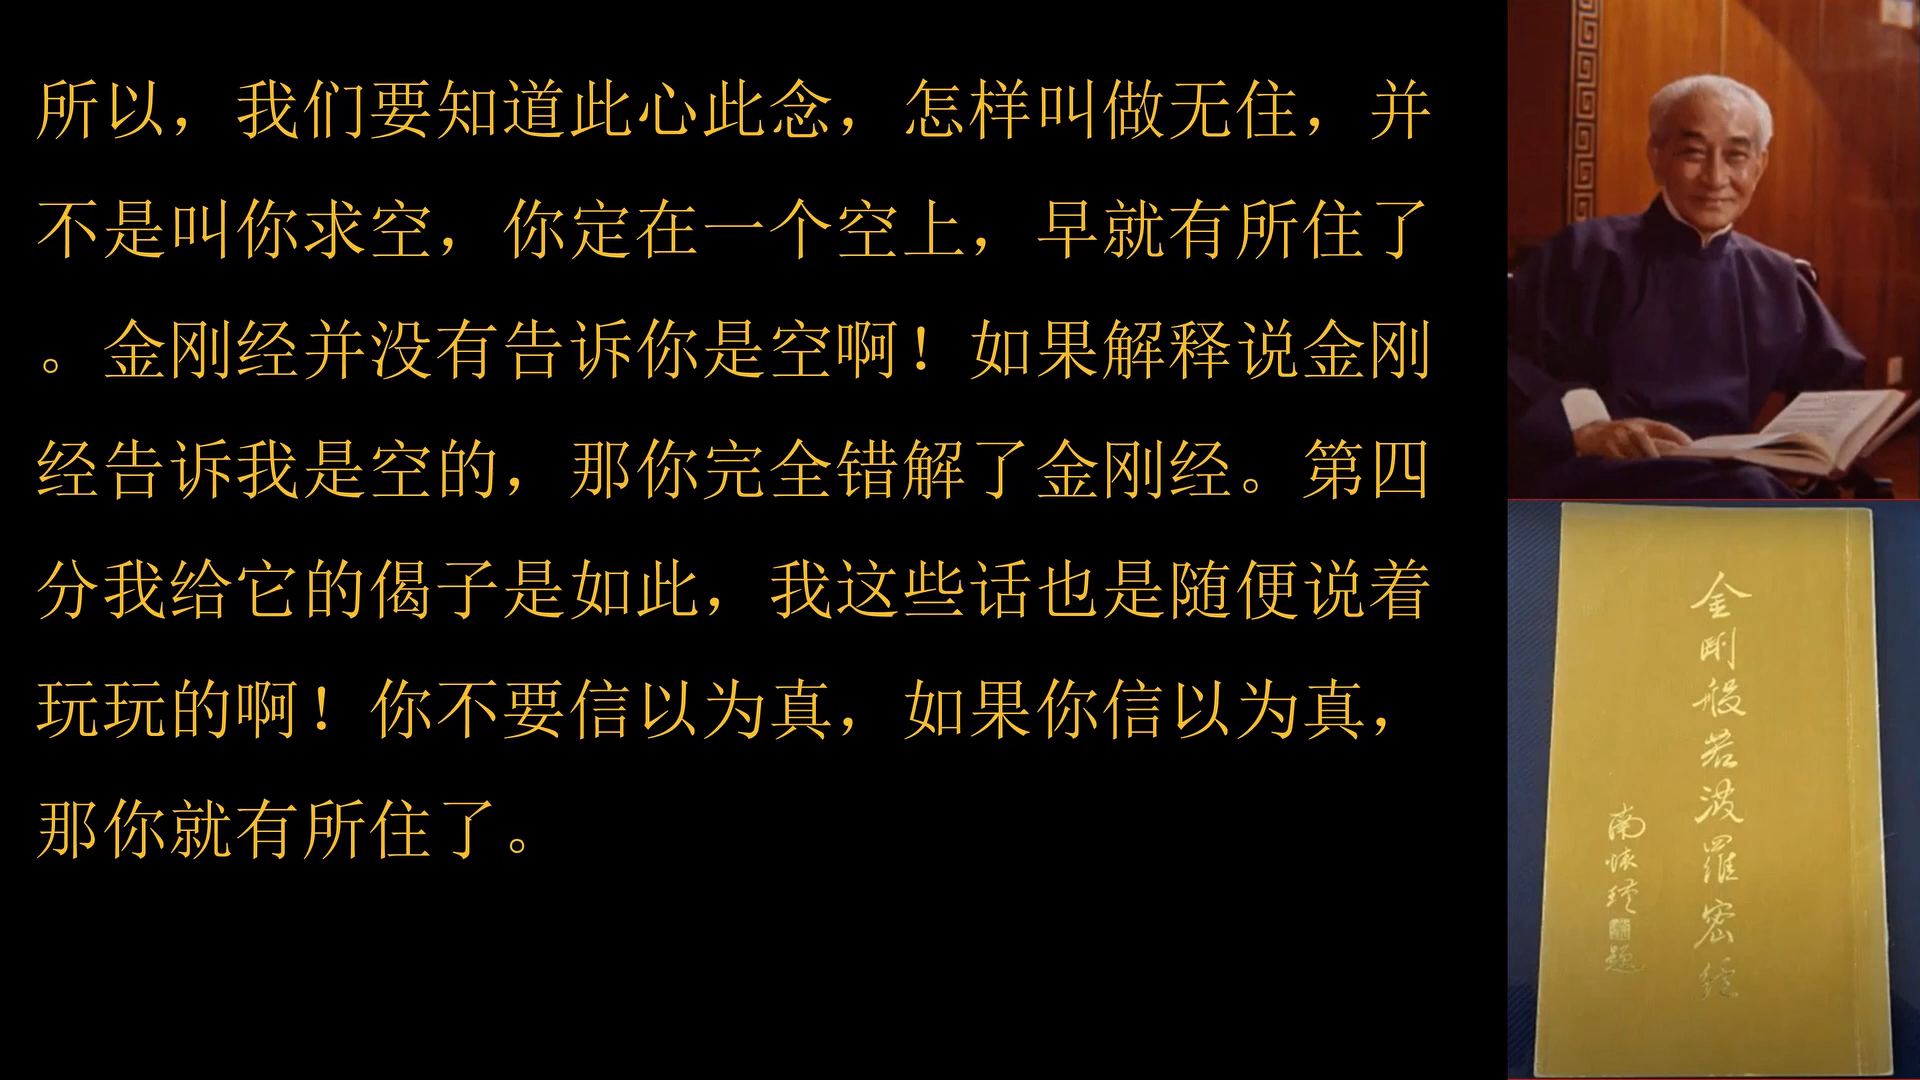 所以，我们要知道此心此念，怎样叫做无住，并
不是叫你求空，你定在一个空上，早就有所住了
。金刚经并没有告诉你是空啊！如果解释说金刚
经告诉我是空的，那你完全错解了金刚经。第四
分我给它的偈子是如此，我这些话也是随便说着
玩玩的啊！你不要信以为真，如果你信以为真，
那你就有所住了。
金剛般若波羅密經
南懷瑾
題